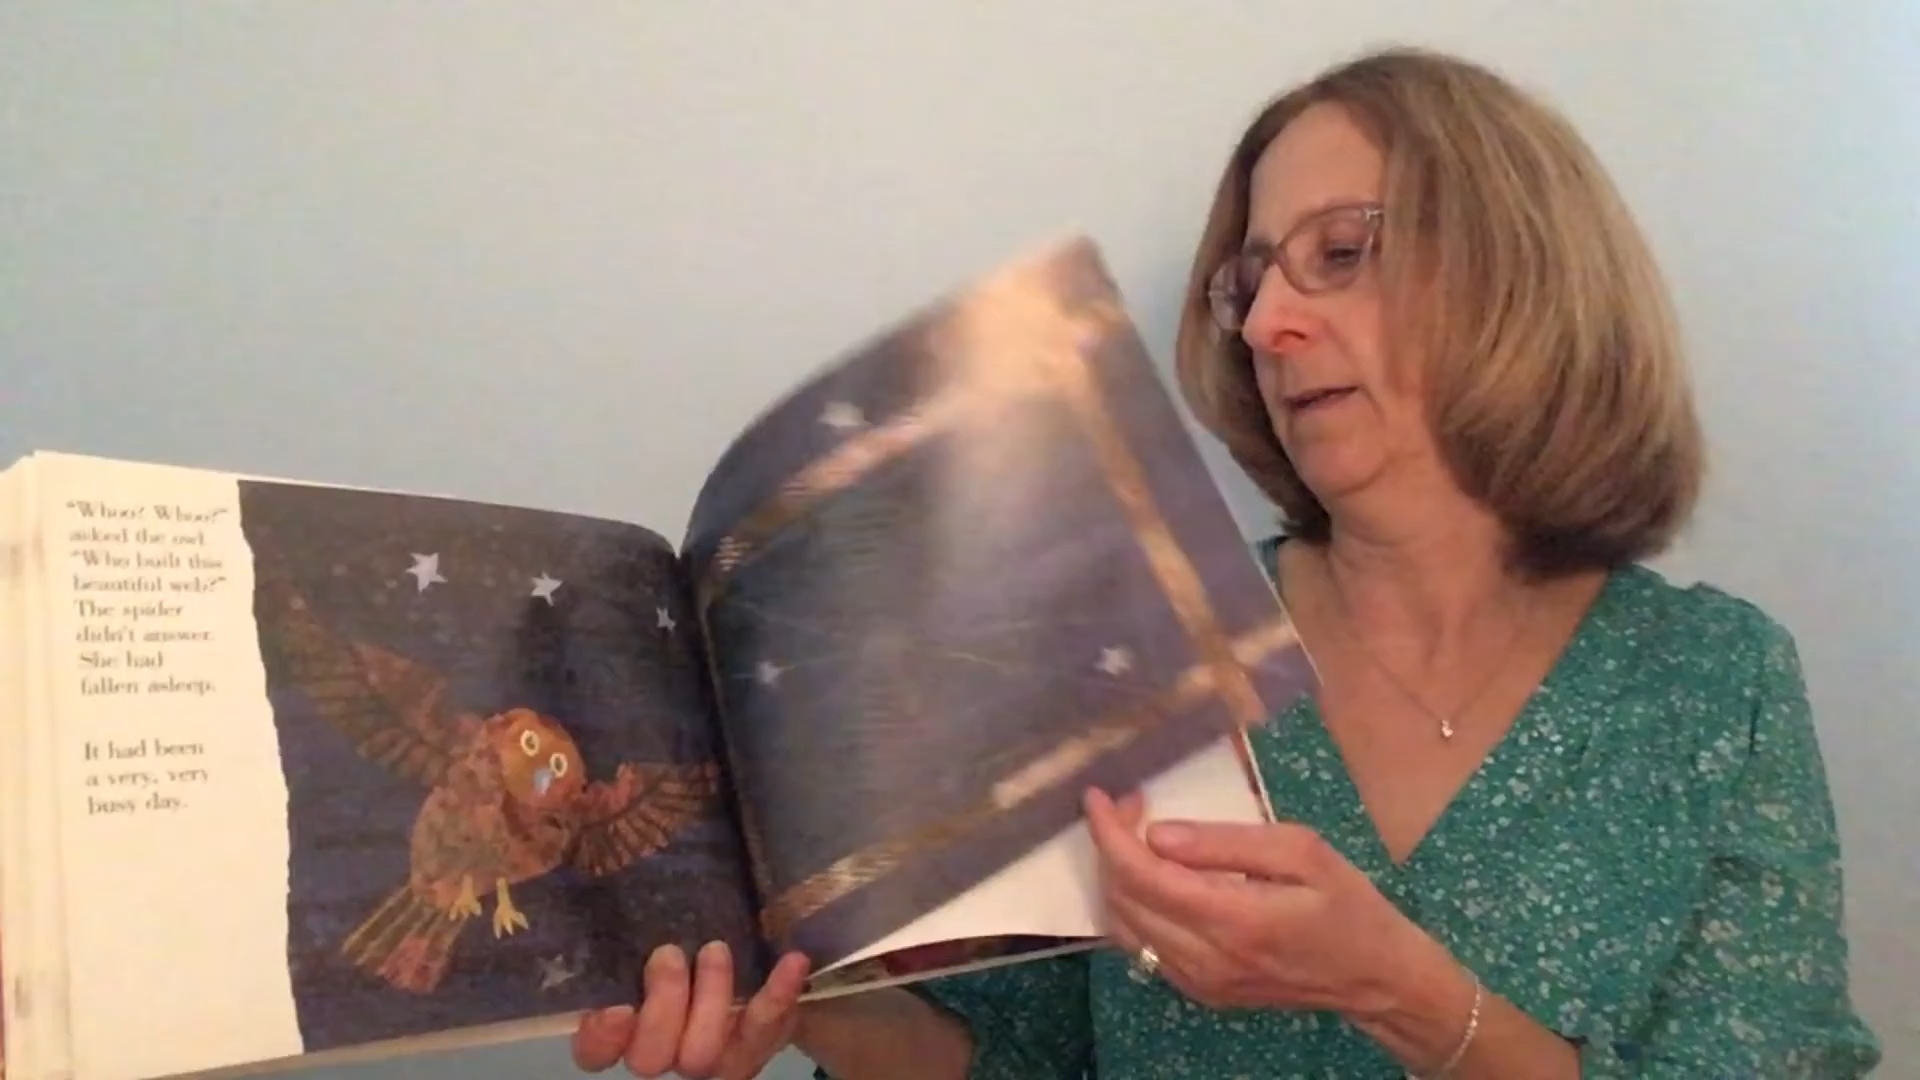 "Whoo? Whoo?"
asked the owl.
"Who built this
beautiful web?"
The spider
didn't answer.
She had
fallen asleep.
It had been
a very, very
busy day.